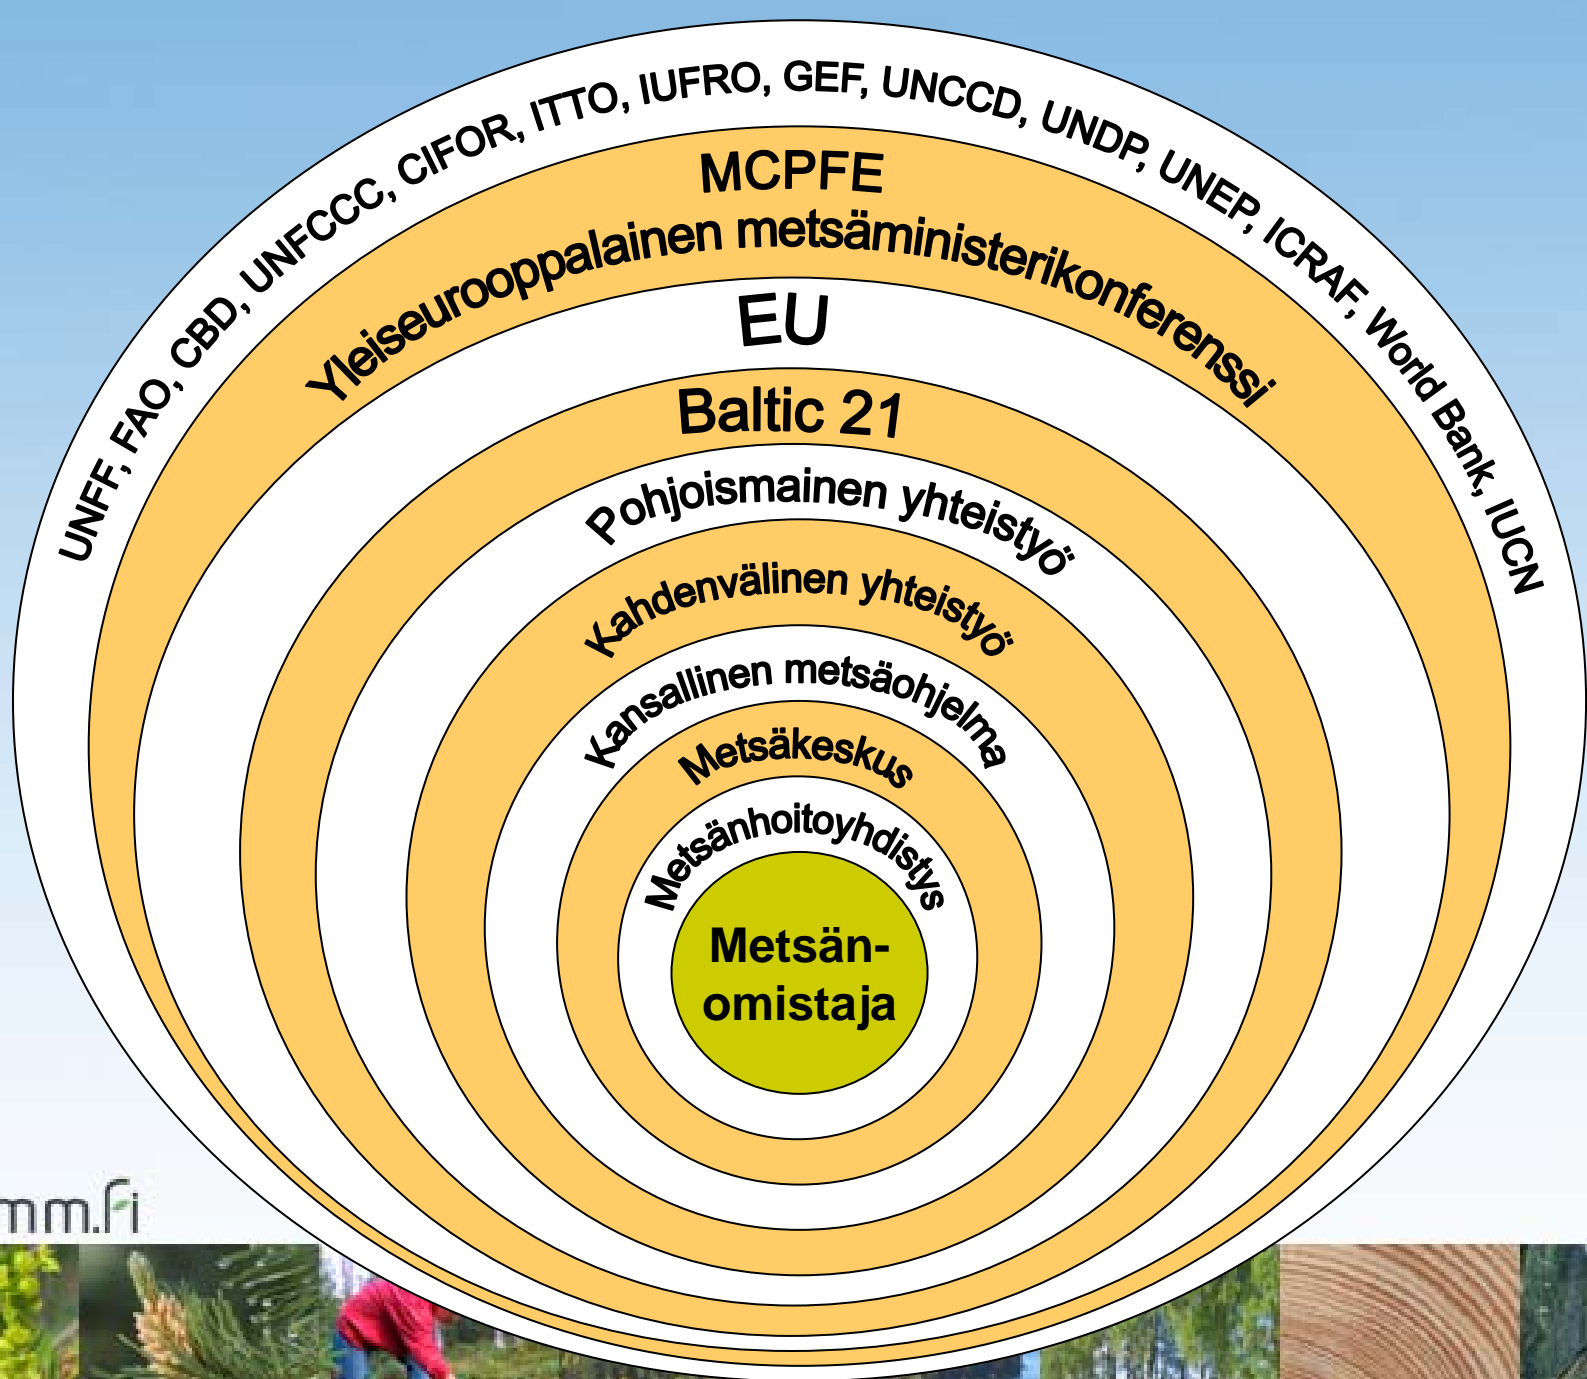 UNFF, FAO, CBD, UNFCCC, CIFOR, ITTO, IUFRO, GEF, UNCCD, UNDP, UNEP, ICRAF, World Bank, IUCN
MCPFE
Yleiseurooppalainen metsäministerikonferenssi
EU
Baltic 21
Pohjoismainen yhteistyö
Kahdenvälinen yhteistyö
Kansallinen metsäohjelma
Metsäkeskus
Metsänhoitoyhdistys
Metsän-
omistaja
mm.fi